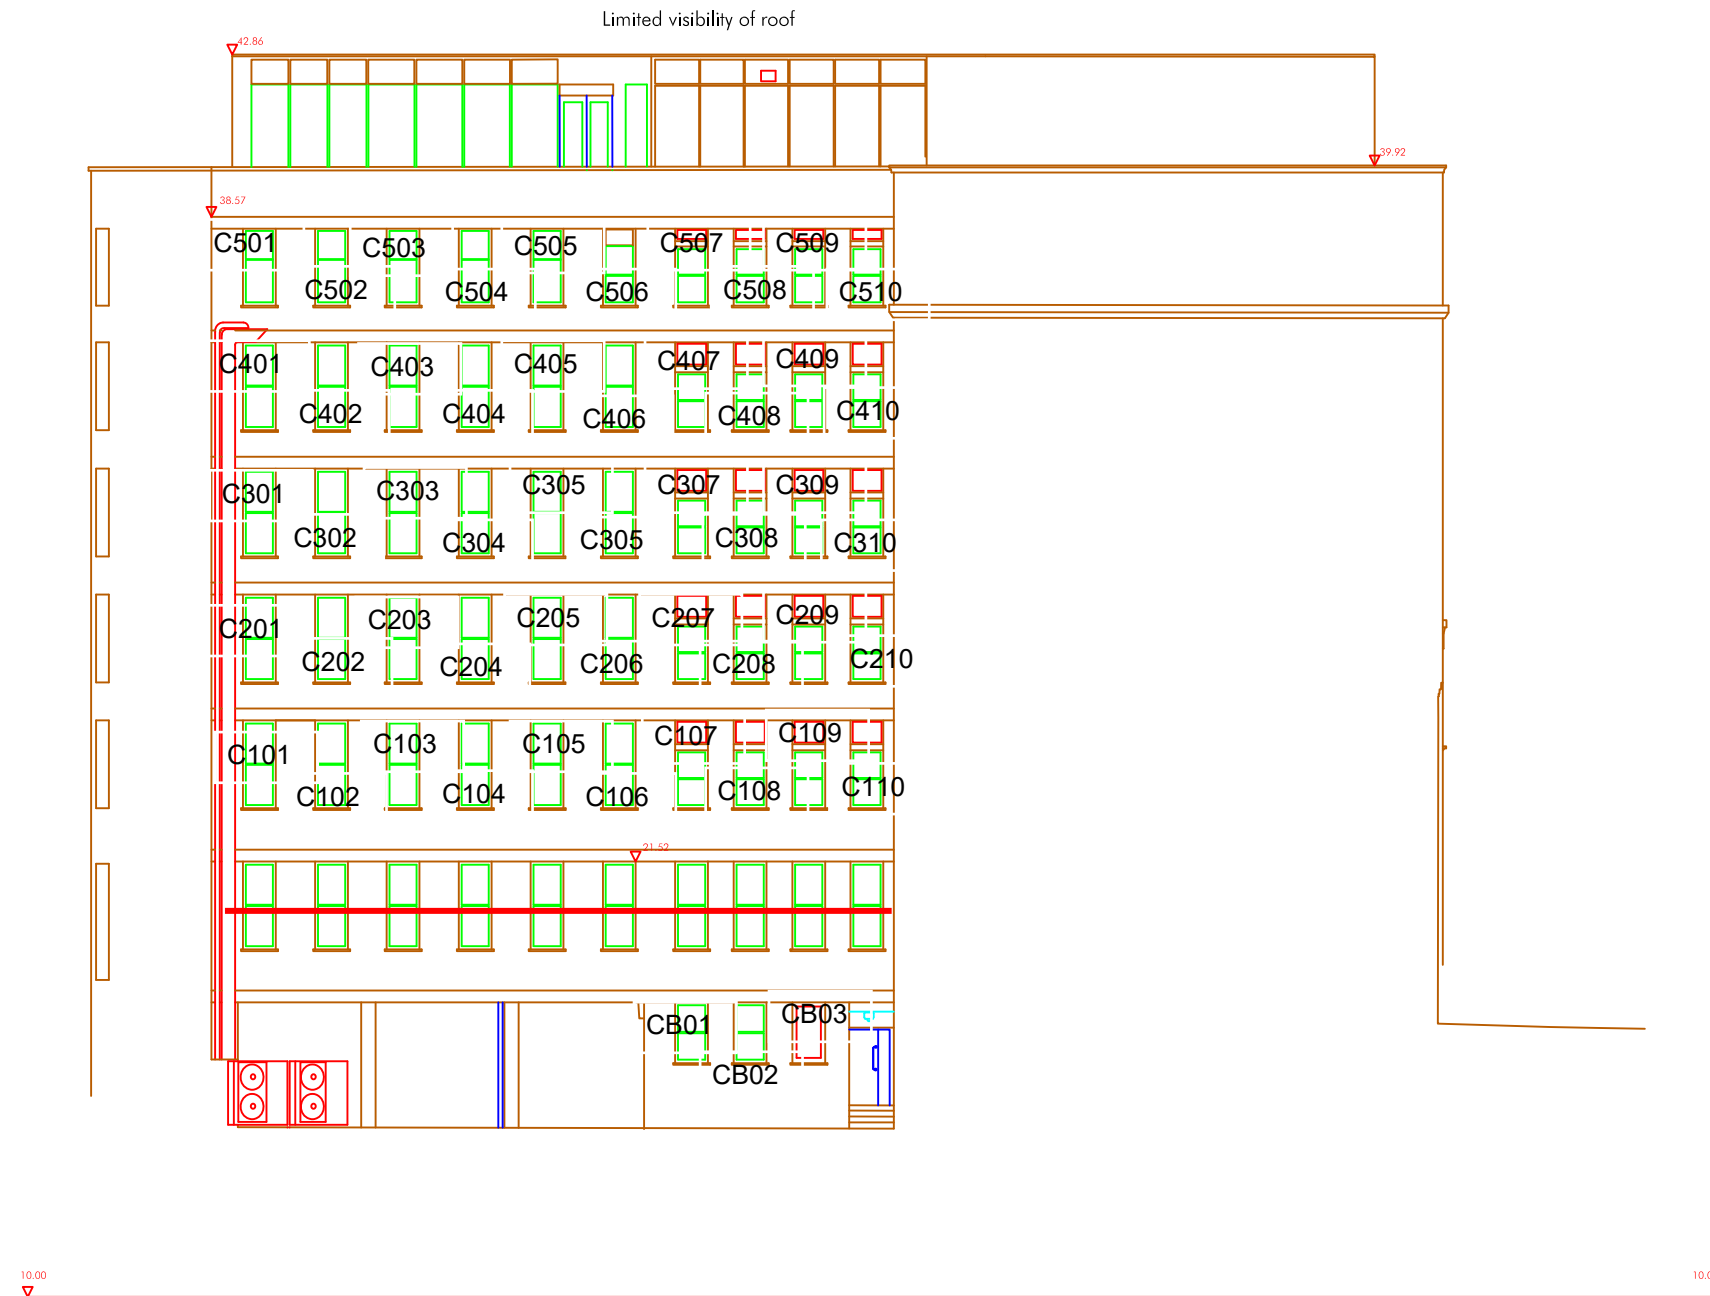 Limited visibility of roof
42.86
39.92
38.57
C501 C503 C505 C507 C509
C502 C504 C506 C508 C510
C401 C403 C405 C407 C409
C402 C404 C406 C408 C410
C301 C303 C305 C307 C309
C302 C304 C305 C308 C310
C201 C203 C205 C207 C209
C202 C204 C206 C208 C210
C101 C103 C105 C107 C109
C102 C104 C106 C108 C110
21.52
CB01 CB03
CB02
10.00